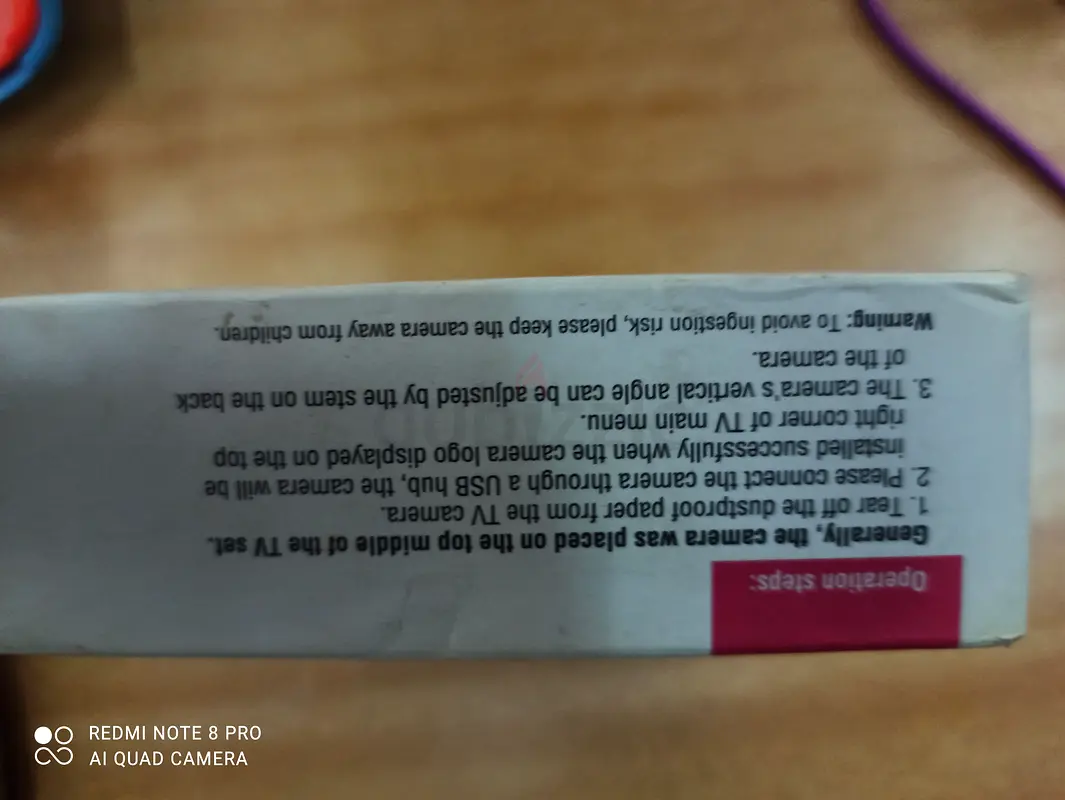 Operation steps:
Generally, the camera was placed on the top middle of the TV set.
1. Tear off the dustproof paper from the TV camera.
2. Please connect the camera through a USB hub, the camera will be
installed successfully when the camera logo displayed on the top
right corner of TV main menu.
3. The camera's vertical angle can be adjusted by the stem on the back
of the camera.
Warning: To avoid ingestion risk, please keep the camera away from children.
REDMI NOTE 8 PRO
AI QUAD CAMERA